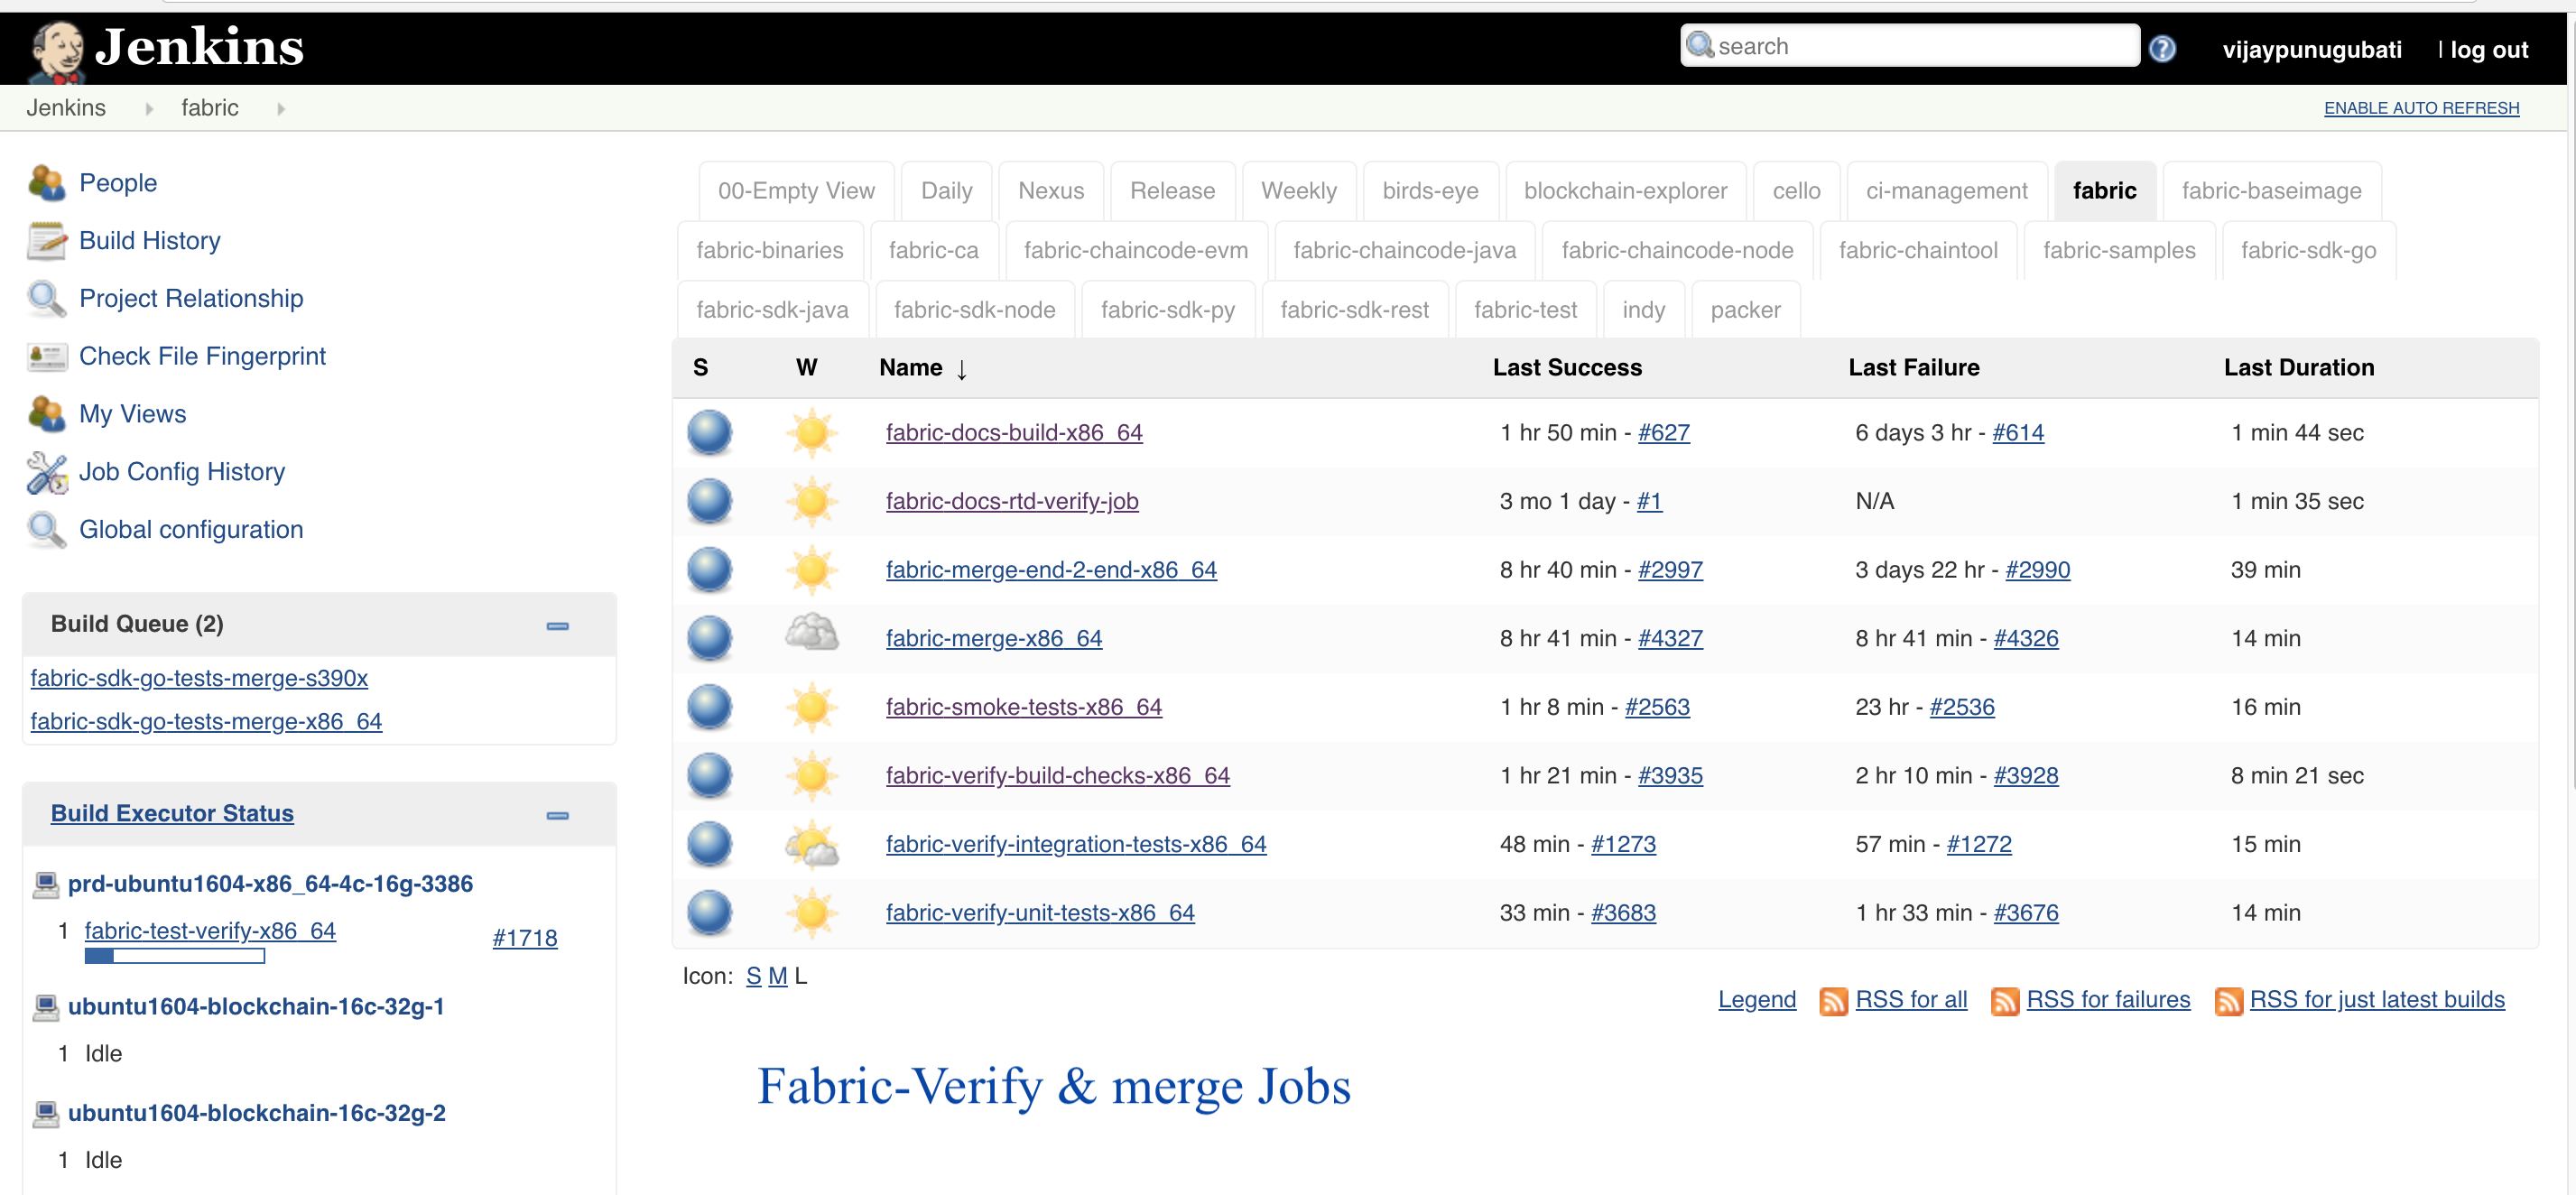 Jenkins
search
vijaypunugubati | log out
Jenkins fabric
ENABLE AUTO REFRESH
People
Build History
Project Relationship
Check File Fingerprint
My Views
Job Config History
Global configuration
Build Queue (2)
fabric-sdk-go-tests-merge-s390x
fabric-sdk-go-tests-merge-x86_64
Build Executor Status
prd-ubuntu1604-x86_64-4c-16g-3386
1 fabric-test-verify-x86_64 #1718
ubuntu1604-blockchain-16c-32g-1
1 Idle
ubuntu1604-blockchain-16c-32g-2
1 Idle
00-Empty View Daily Nexus Release Weekly birds-eye blockchain-explorer cello ci-management fabric fabric-baseimage
fabric-binaries fabric-ca fabric-chaincode-evm fabric-chaincode-java fabric-chaincode-node fabric-chaintool fabric-samples fabric-sdk-go
fabric-sdk-java fabric-sdk-node fabric-sdk-py fabric-sdk-rest fabric-test indy packer
S W Name ↓ Last Success Last Failure Last Duration
fabric-docs-build-x86_64 1 hr 50 min - #627 6 days 3 hr - #614 1 min 44 sec
fabric-docs-rtd-verify-job 3 mo 1 day - #1 N/A 1 min 35 sec
fabric-merge-end-2-end-x86_64 8 hr 40 min - #2997 3 days 22 hr - #2990 39 min
fabric-merge-x86_64 8 hr 41 min - #4327 8 hr 41 min - #4326 14 min
fabric-smoke-tests-x86_64 1 hr 8 min - #2563 23 hr - #2536 16 min
fabric-verify-build-checks-x86_64 1 hr 21 min - #3935 2 hr 10 min - #3928 8 min 21 sec
fabric-verify-integration-tests-x86_64 48 min - #1273 57 min - #1272 15 min
fabric-verify-unit-tests-x86_64 33 min - #3683 1 hr 33 min - #3676 14 min
Icon: S M L
Legend RSS for all RSS for failures RSS for just latest builds
Fabric-Verify & merge Jobs